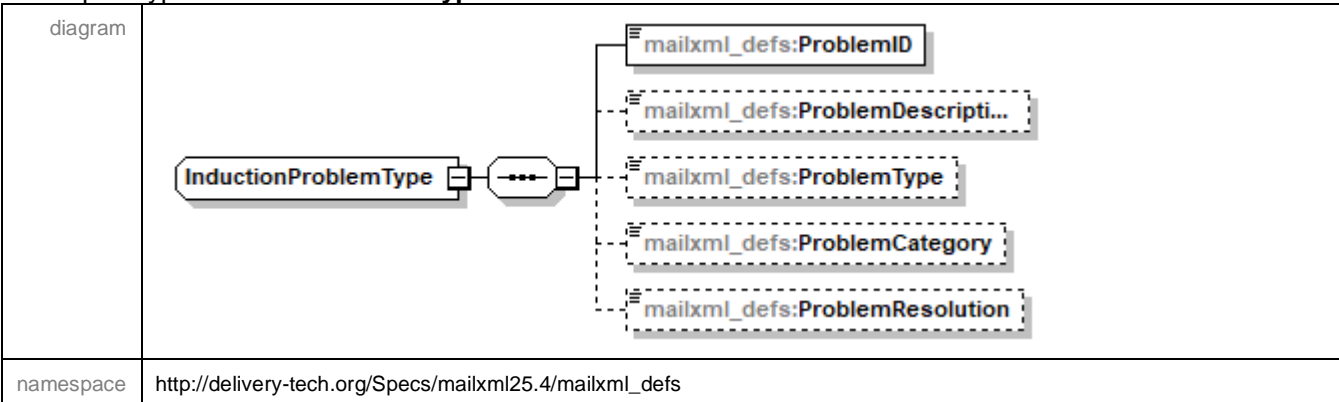 diagram
mailxml_defs:ProblemID
mailxml_defs:ProblemDescripti...
InductionProblemType
mailxml_defs:ProblemType
mailxml_defs:ProblemCategory
mailxml_defs:ProblemResolution
namespace
http://delivery-tech.org/Specs/mailxml25.4/mailxml_defs